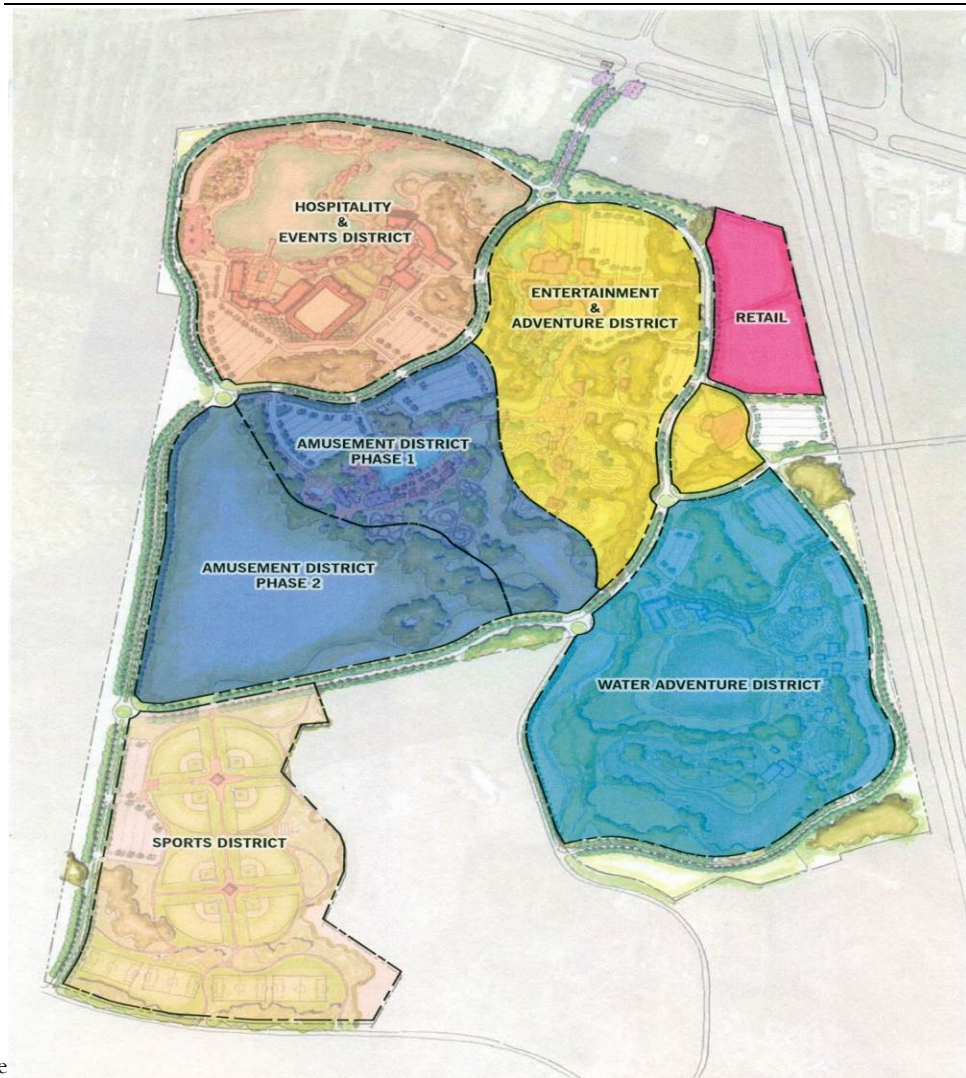 HOSPITALITY
&
EVENTS DISTRICT
ENTERTAINMENT
&
ADVENTURE DISTRICT
RETAIL
AMUSEMENT DISTRICT
PHASE 1
AMUSEMENT DISTRICT
PHASE 2
WATER ADVENTURE DISTRICT
SPORTS DISTRICT
e